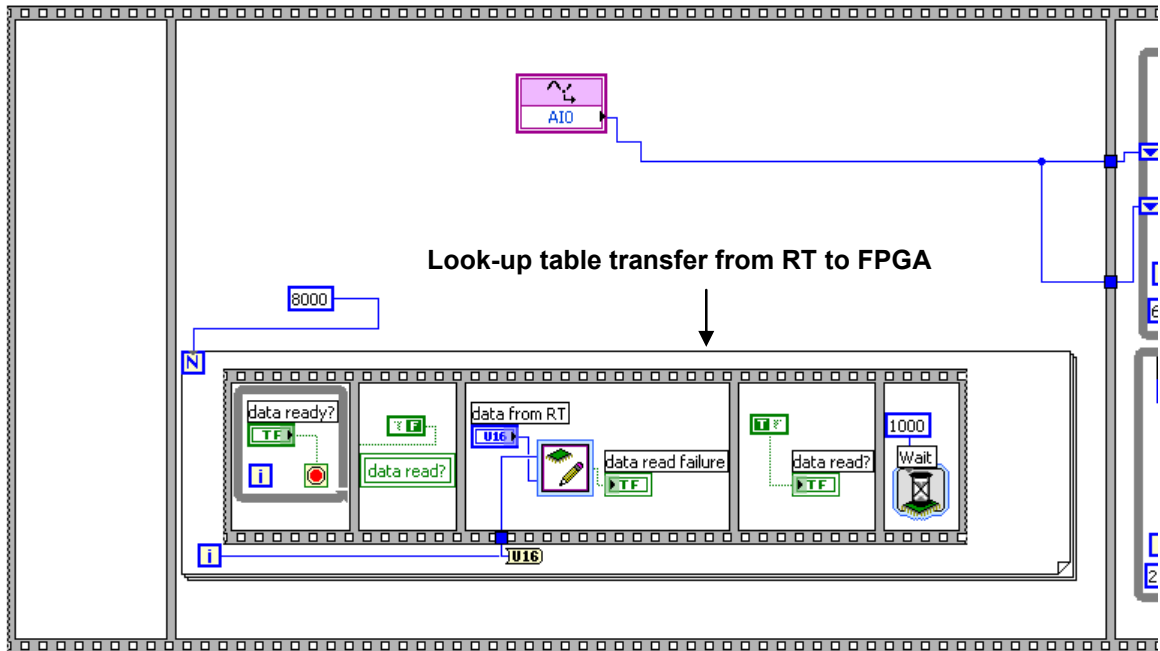 AI0
Look-up table transfer from RT to FPGA
8000
N
data ready?
TF
i
F
data read?
data from RT
U16
data read failure
TF
T
data read?
TF
1000
Wait
i
U16
6
2